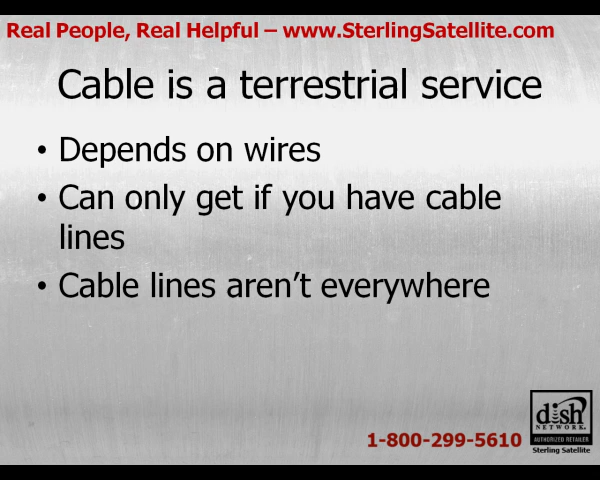 Real People, Real Helpful – www.SterlingSatellite.com
Cable is a terrestrial service
• Depends on wires
• Can only get if you have cable
lines
• Cable lines aren’t everywhere
1-800-299-5610
dish
NETWORK.
AUTHORIZED RETAILER
Sterling Satellite